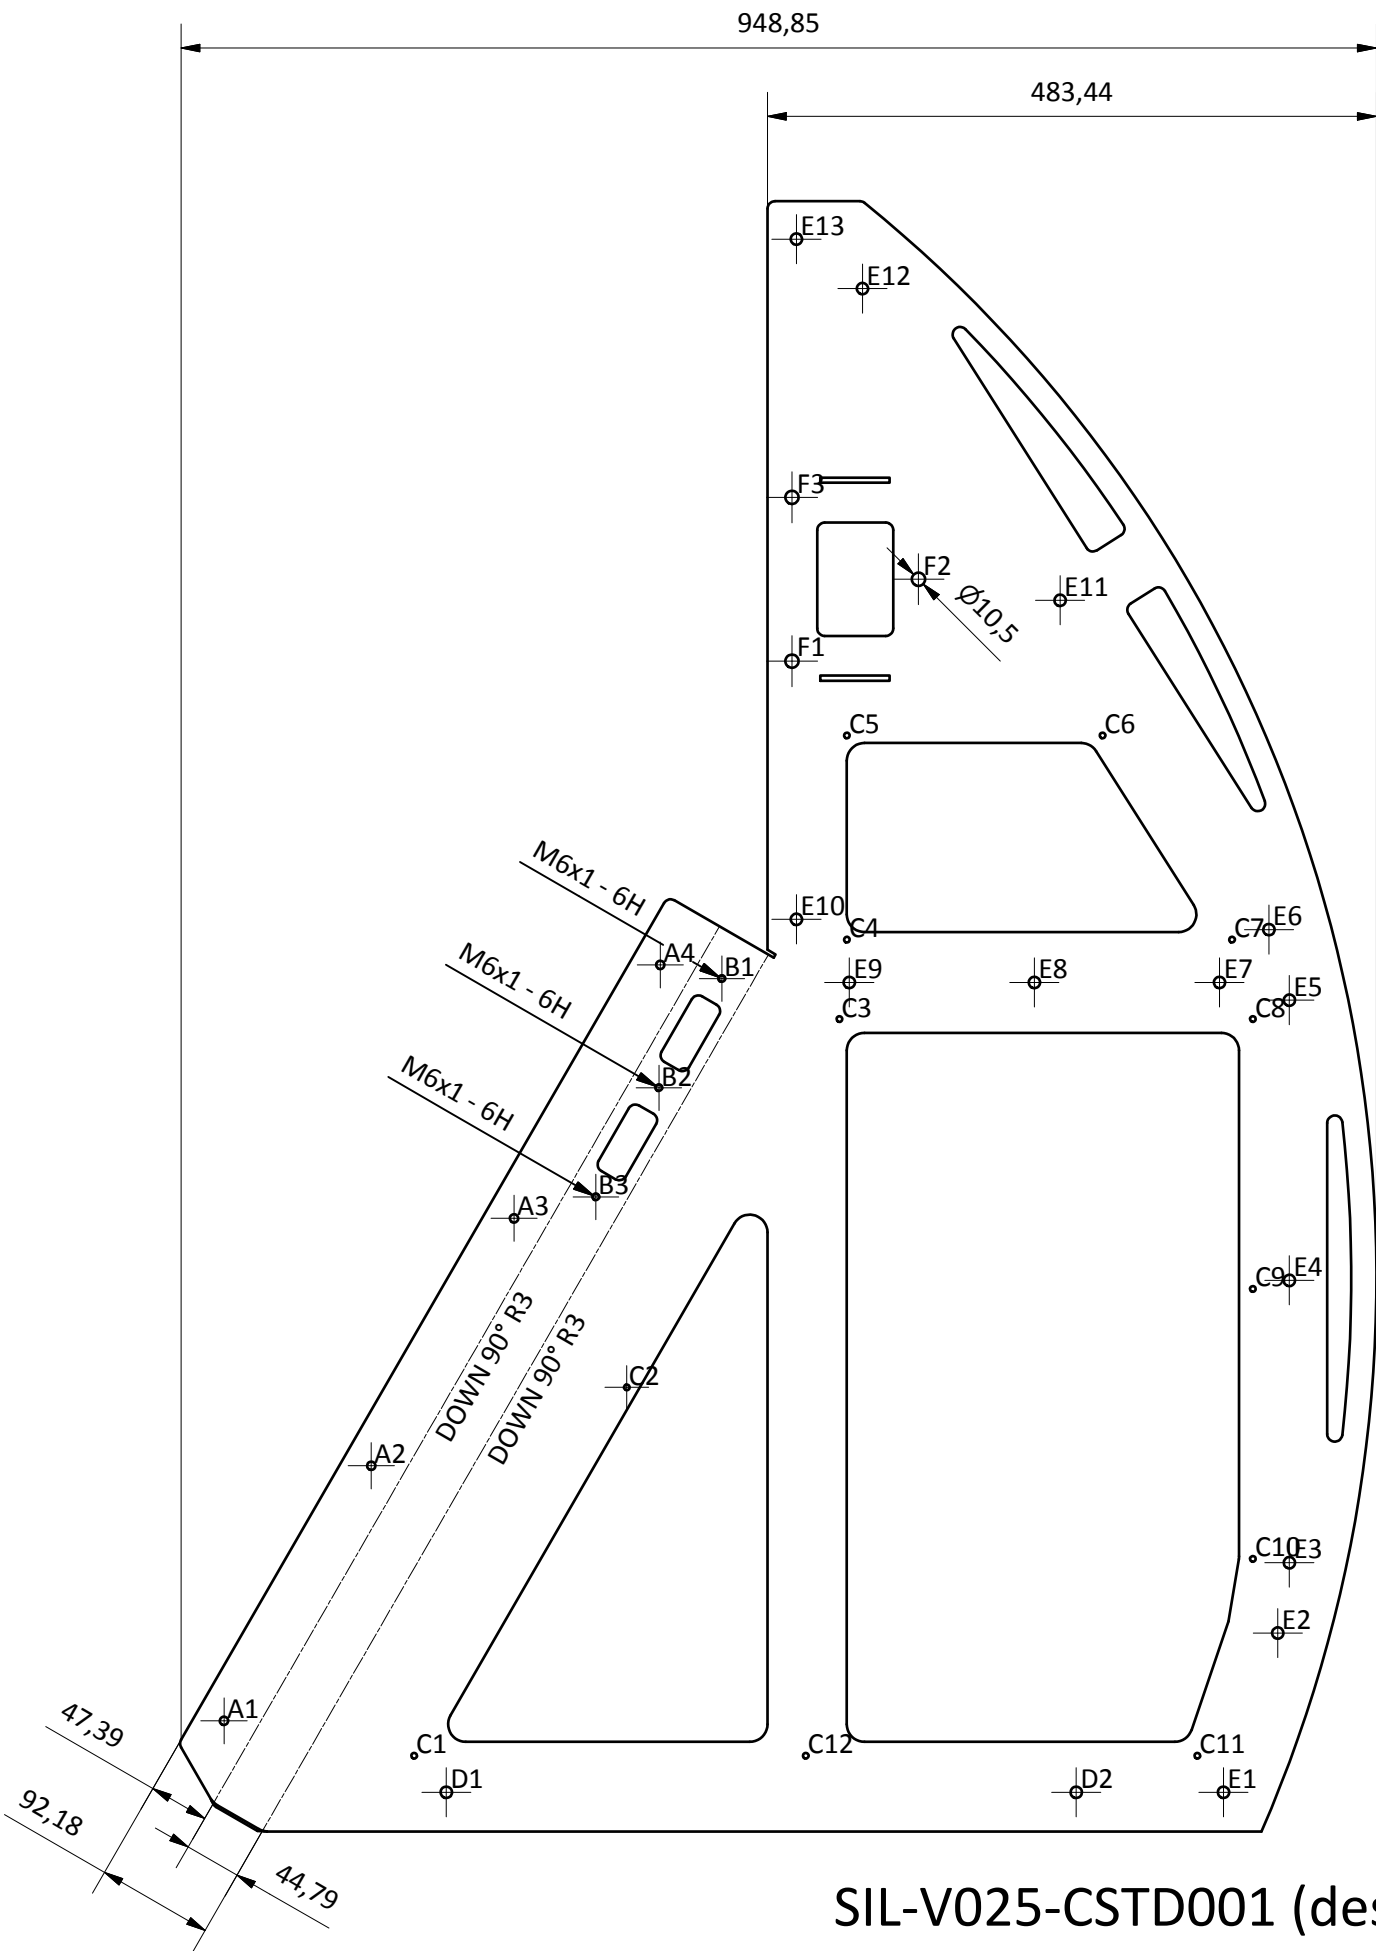 948,85
483,44
E13
E12
F3
F2
Ø10,5
E11
F1
C5
C6
M6x1 - 6H
E10
E6
C4
C7
M6x1 - 6H
A4
B1
E9
E8
E7
E5
C3
C8
M6x1 - 6H
B2
B3
A3
C9
E4
DOWN 90° R3
DOWN 90° R3
C2
A2
C10
E3
E2
A1
47,39
C1
C12
C11
92,18
D1
D2
E1
44,79
SIL-V025-CSTD001 (des